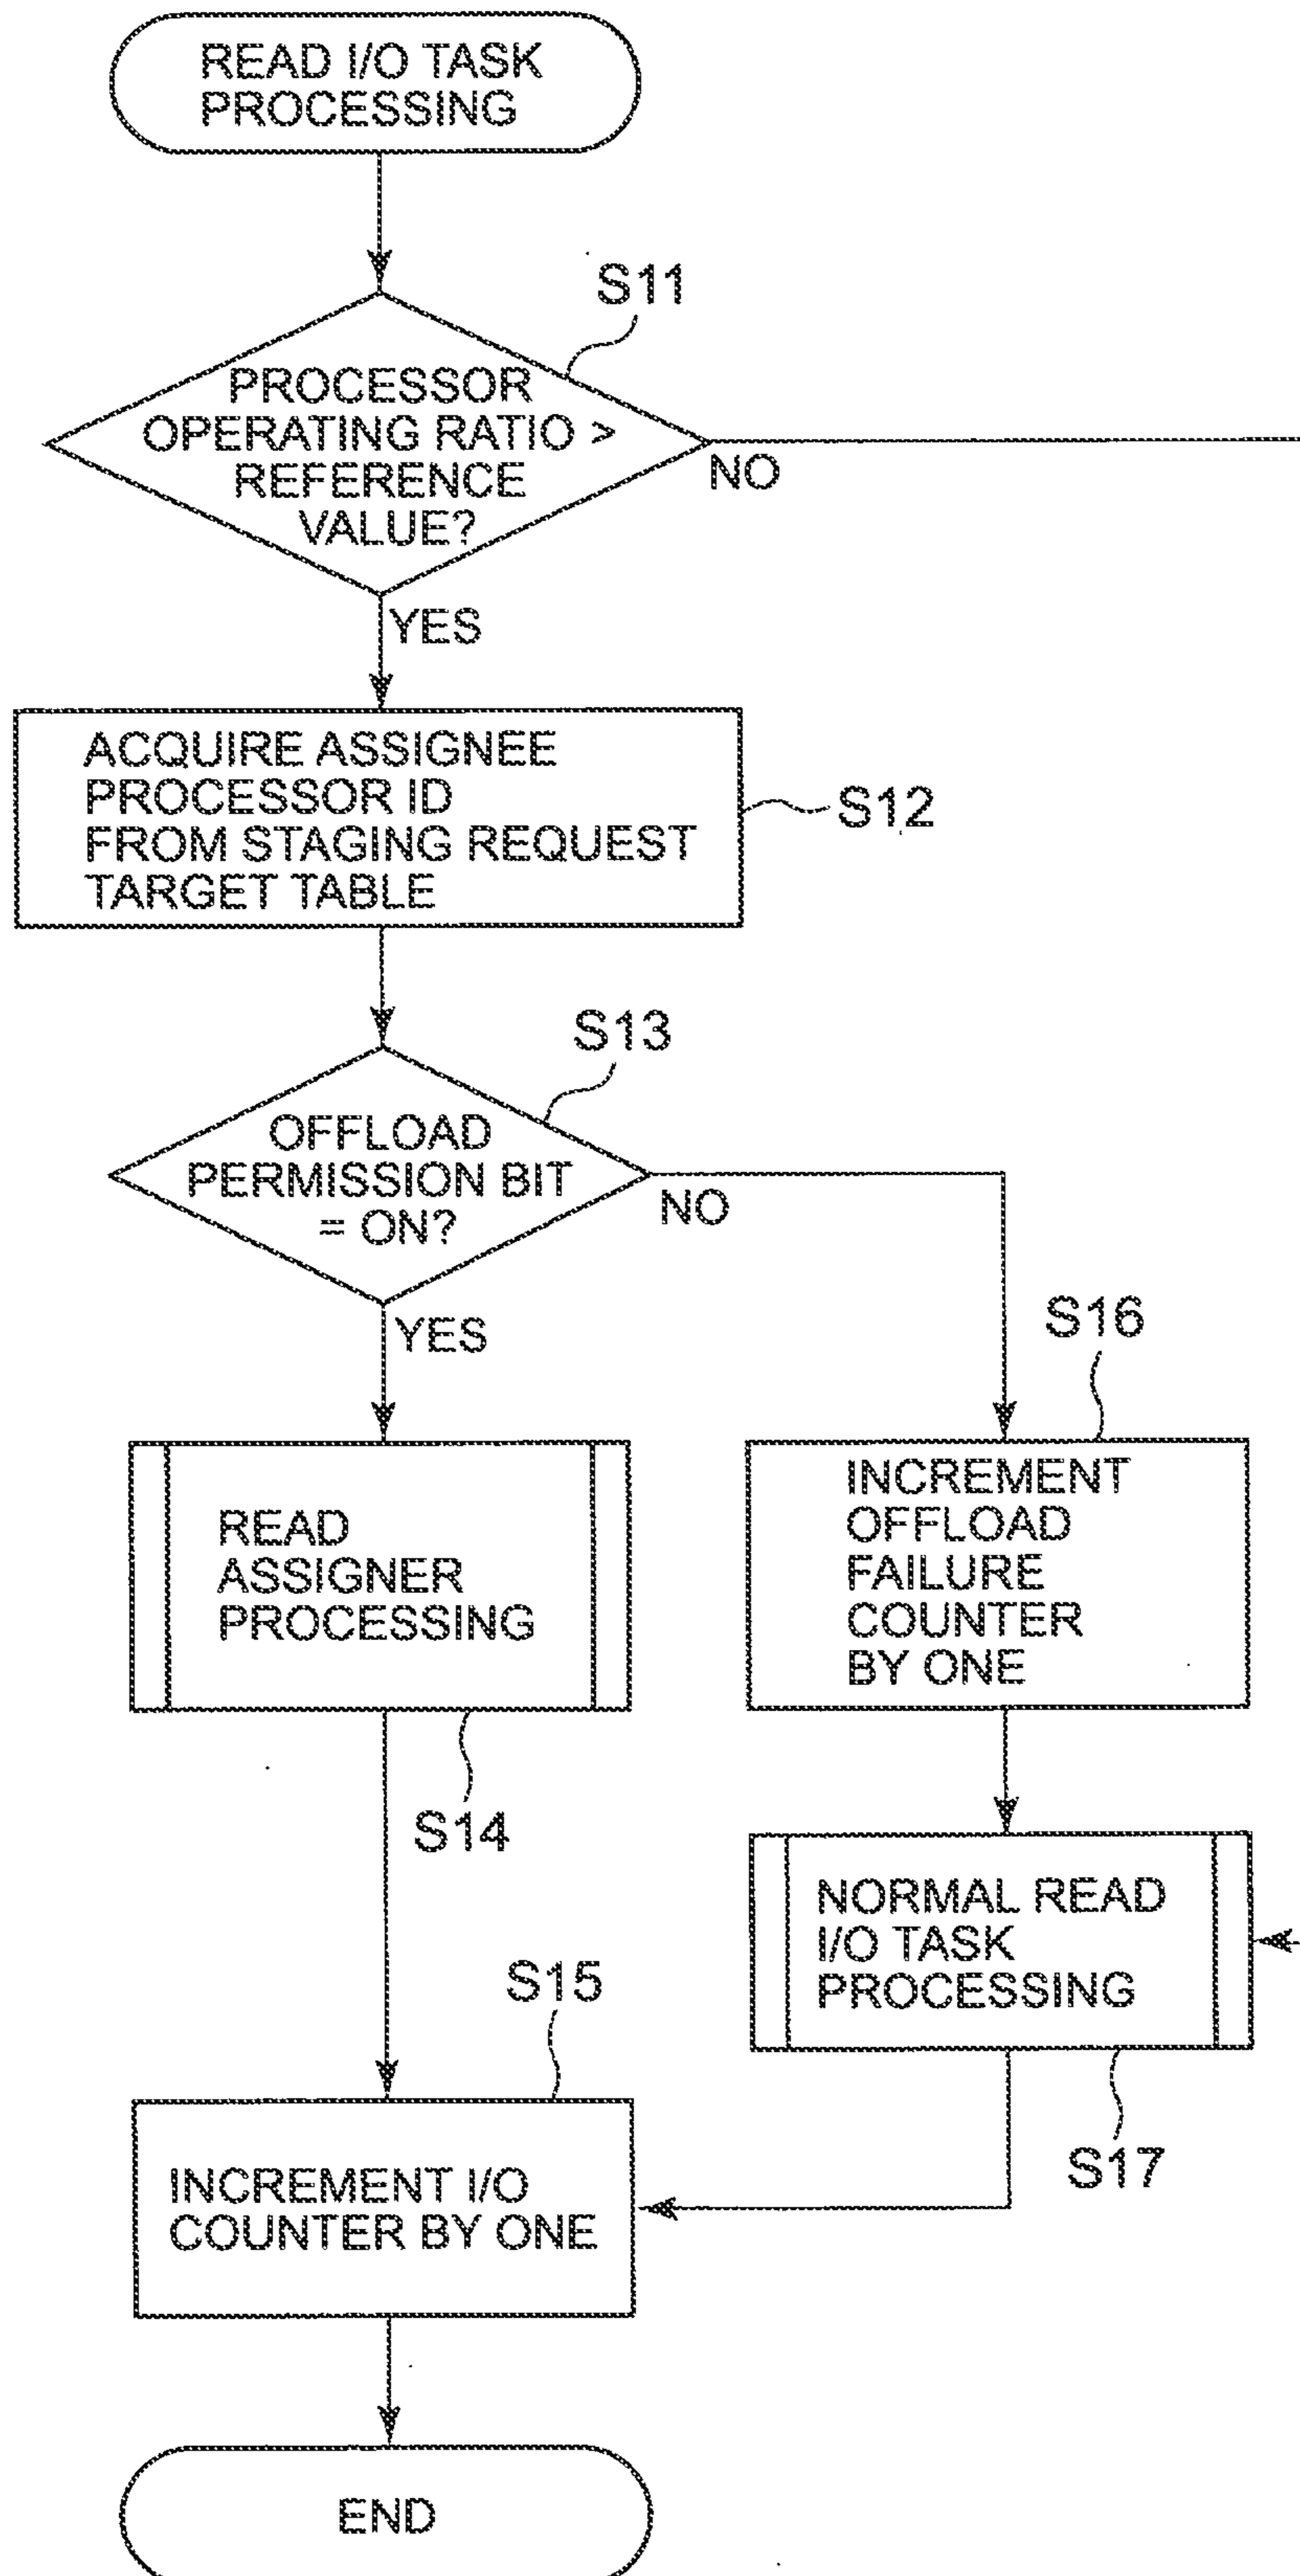 READ I/O TASK
PROCESSING
S11
PROCESSOR
OPERATING RATIO >
REFERENCE
VALUE?
NO
YES
ACQUIRE ASSIGNEE
PROCESSOR ID
FROM STAGING REQUEST
TARGET TABLE
S12
S13
OFFLOAD
PERMISSION BIT
= ON?
NO
YES
S16
READ
ASSIGNER
PROCESSING
INCREMENT
OFFLOAD
FAILURE
COUNTER
BY ONE
S14
NORMAL READ
I/O TASK
PROCESSING
S15
S17
INCREMENT I/O
COUNTER BY ONE
END